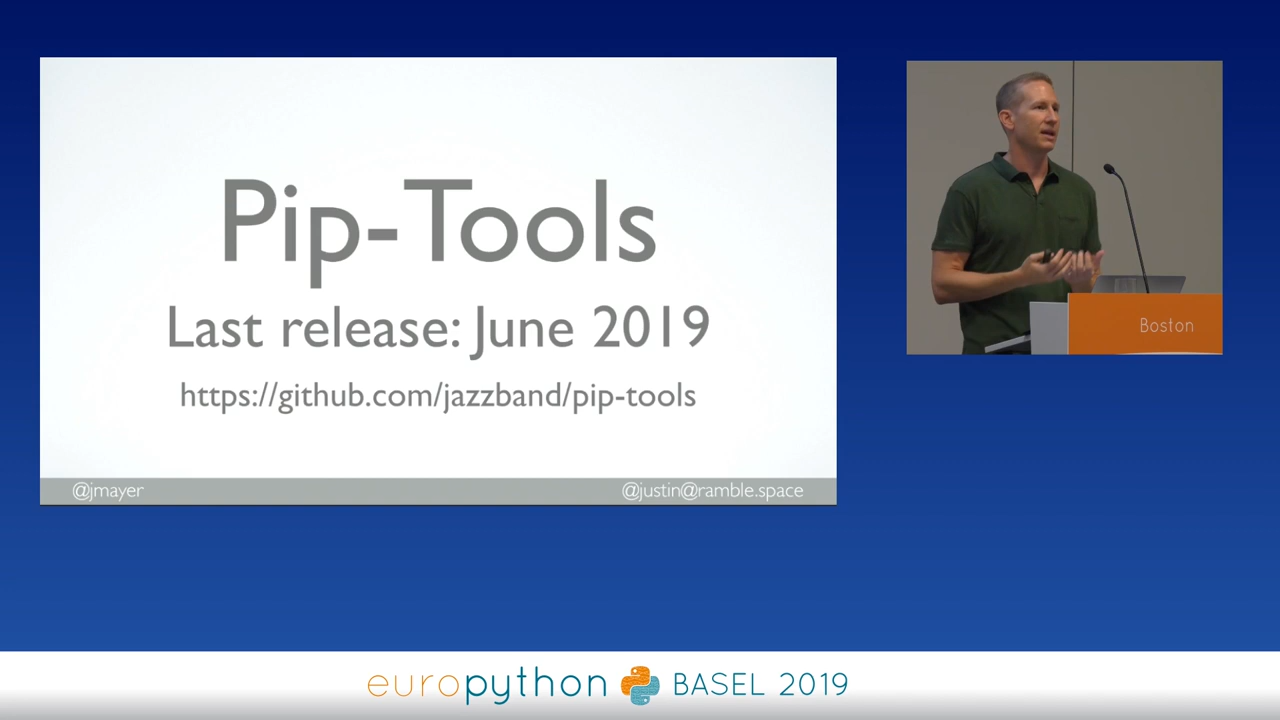 Pip-Tools
Last release: June 2019
https://github.com/jazzband/pip-tools
@jmayer
@justin@ramble.space
Boston
europython BASEL 2019